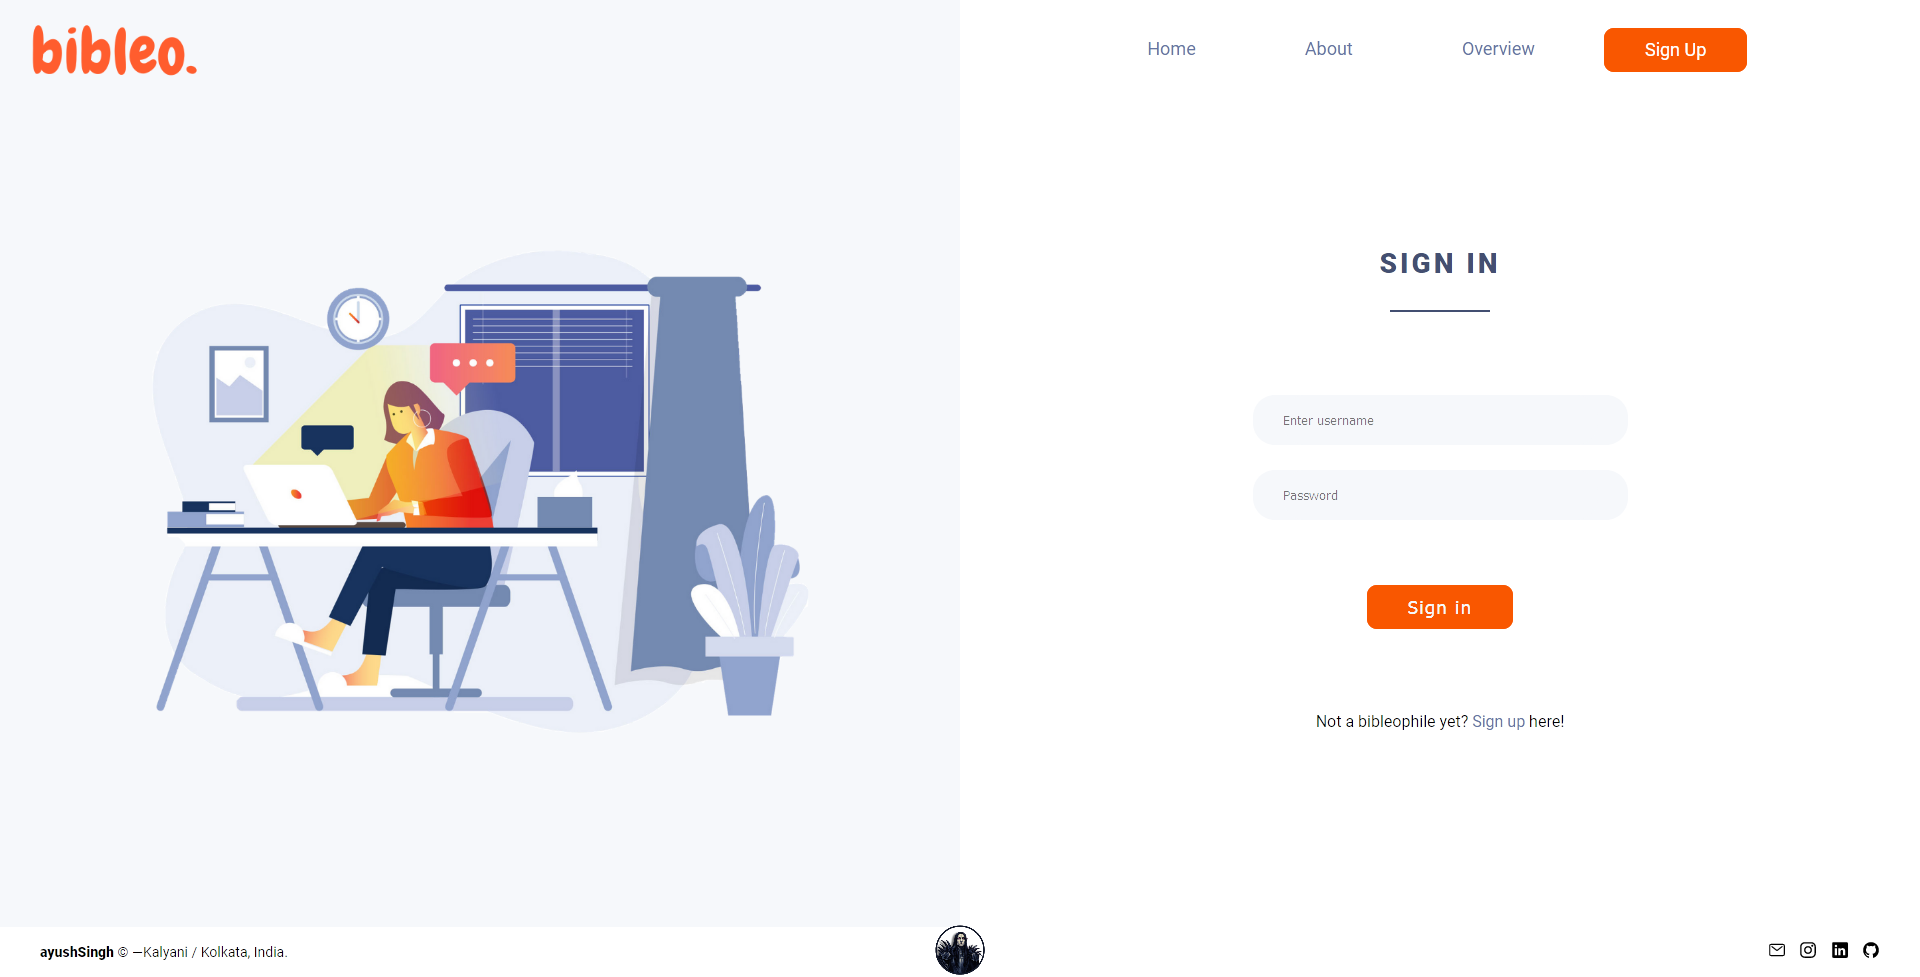 bibleo.
Home
About
Overview
Sign Up
SIGN IN
Enter username
Password
Sign in
Not a bibleophile yet? Sign up here!
ayushSingh © —Kalyani / Kolkata, India.